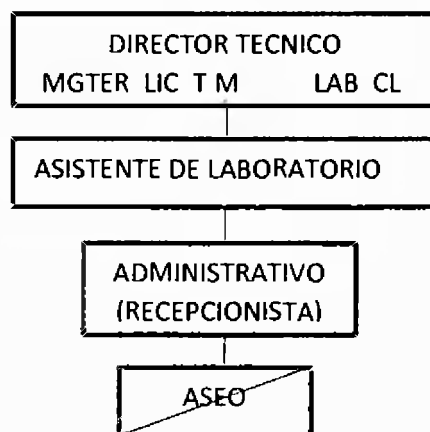 DIRECTOR TECNICO
MGTER LIC T M LAB CL
ASISTENTE DE LABORATORIO
ADMINISTRATIVO
(RECEPCIONISTA)
ASEO